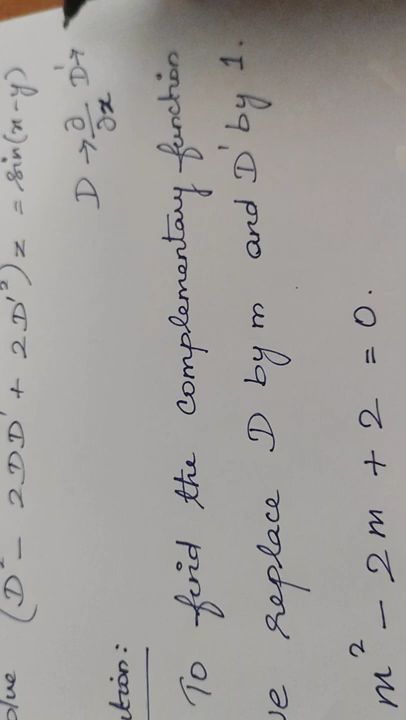 (D² - 2DD' + 2D'²) z = sin(x-y)
D → ∂/∂x D' →
To find the complementary function
replace D by m and D' by 1.
m² - 2m + 2 = 0.